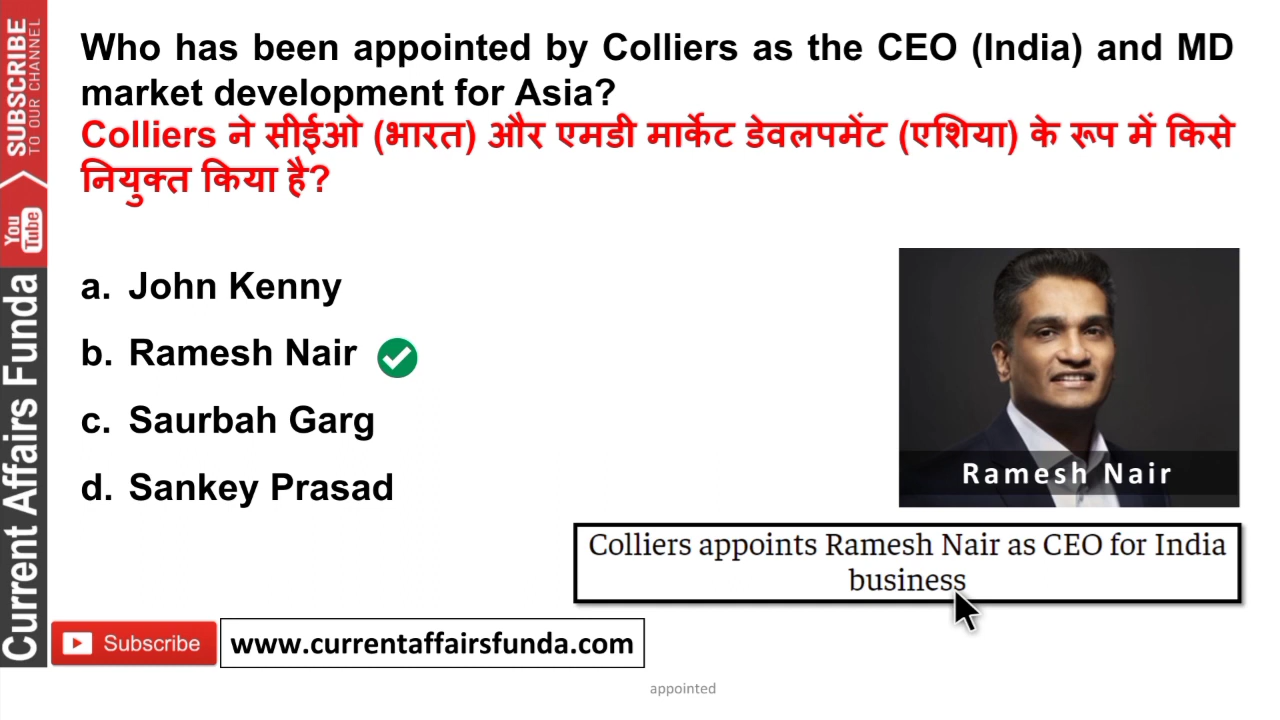 Who has been appointed by Colliers as the CEO (India) and MD
market development for Asia?
Colliers ने सीईओ (भारत) और एमडी मार्केट डेवलपमेंट (एशिया) के रूप में किसे
नियुक्त किया है?
a. John Kenny
b. Ramesh Nair
c. Saurbah Garg
d. Sankey Prasad
Ramesh Nair
Colliers appoints Ramesh Nair as CEO for India
business
SUBSCRIBE
TO OUR CHANNEL
You
Tube
Current Affairs Funda
Subscribe
www.currentaffairsfunda.com
appointed